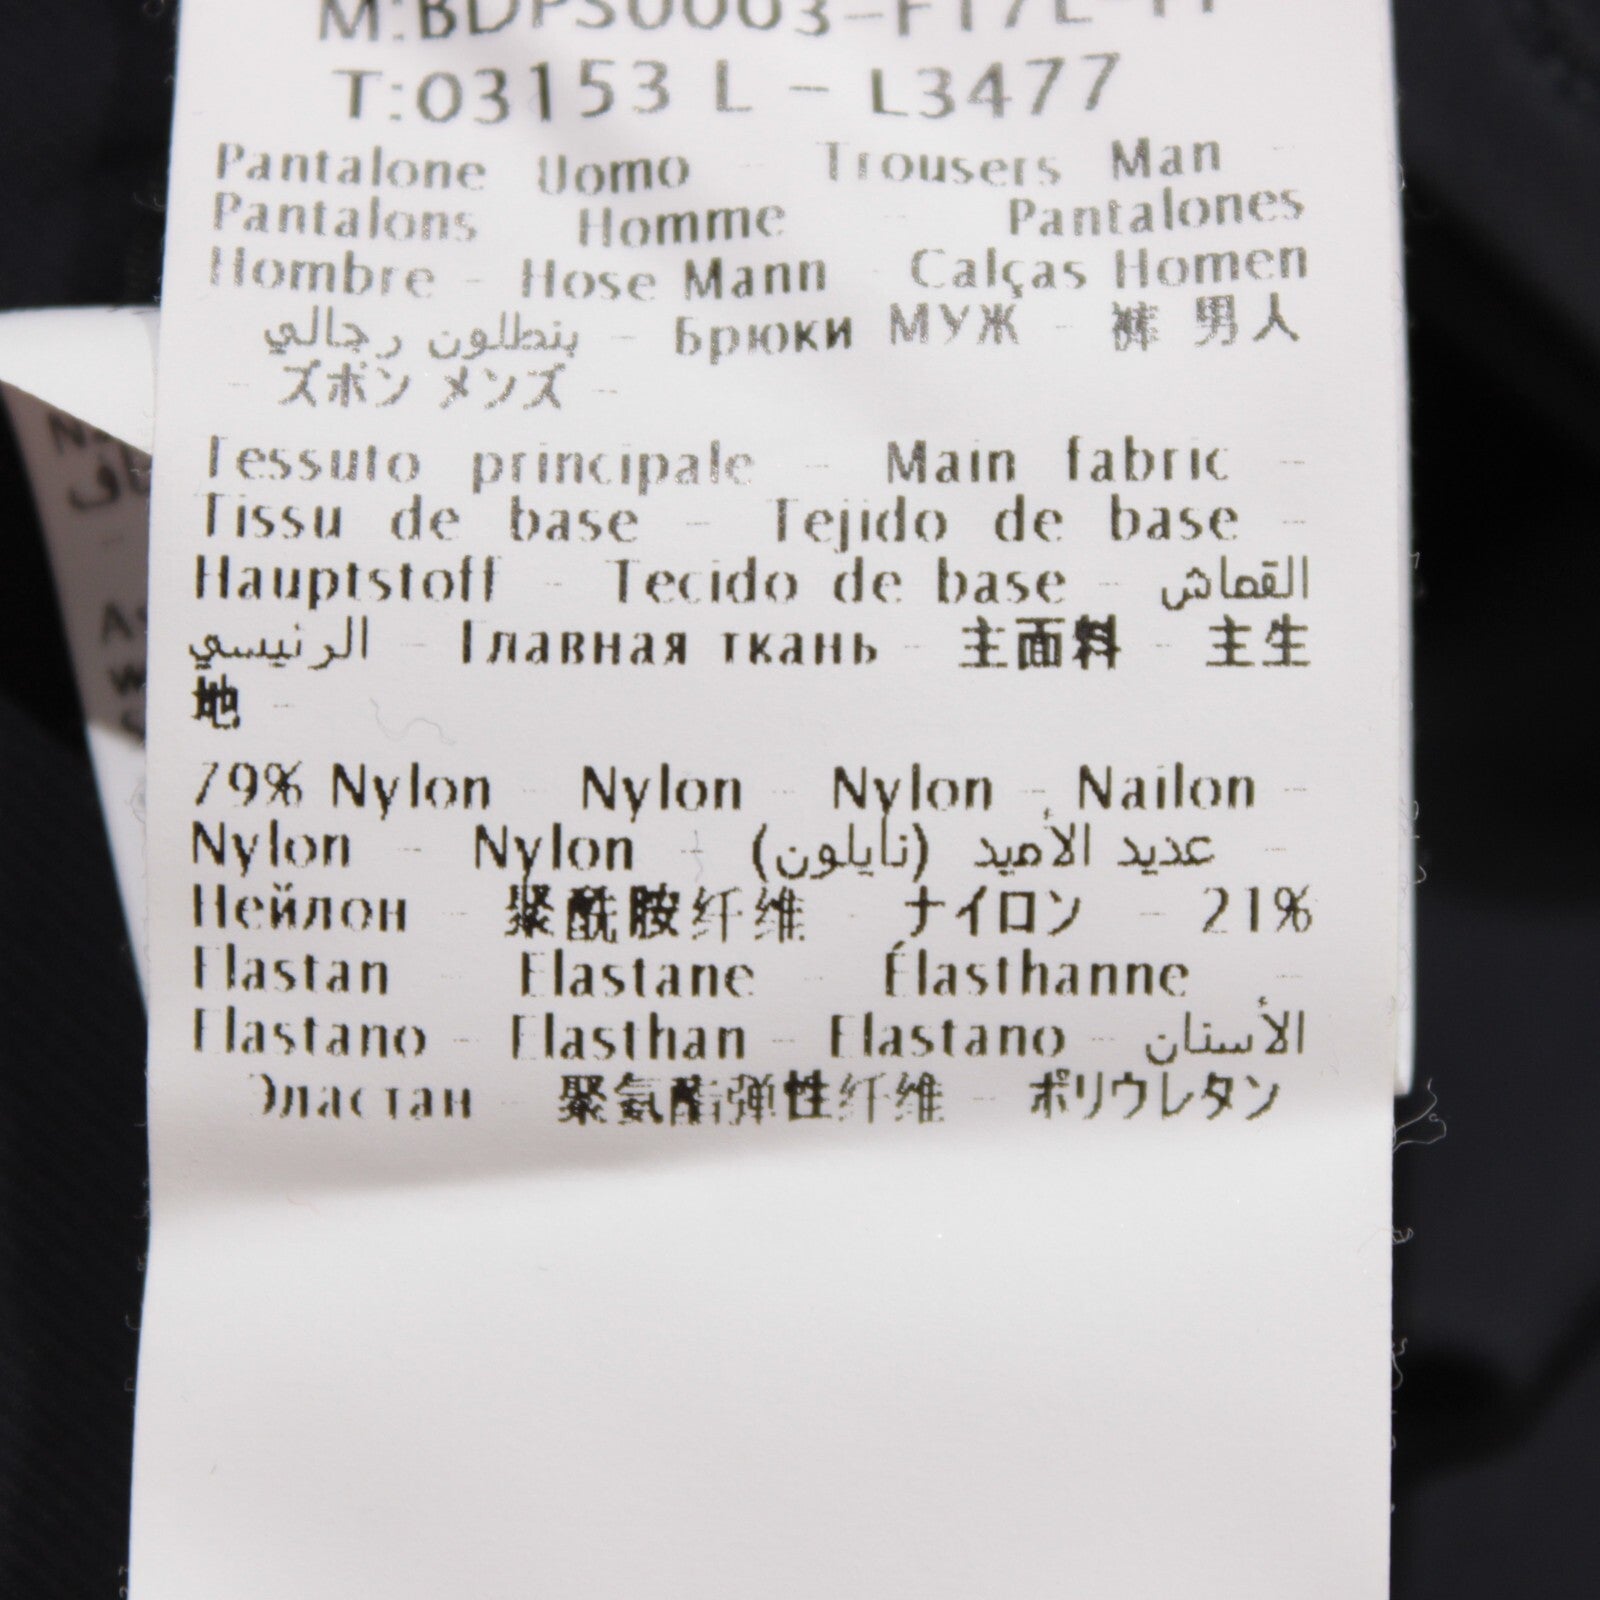 T:03153 L - L3477
Pantalone Uomo - Trousers Man -
Pantalons Homme - Pantalones
Hombre - Hose Mann - Calças Homen
بنطلون رجالي - Брюки МУЖ - 裤 男人
- ズボン メンズ -
Tessuto principale - Main fabric -
Tissu de base - Tejido de base -
Hauptstoff - Tecido de base - القماش
الرئيسي - Главная ткань - 主面料 - 主生
地 -
79% Nylon - Nylon - Nylon - Nailon -
Nylon - Nylon - عديد الأميد (نايلون) -
Нейлон - 聚酰胺纤维 - ナイロン - 21%
Elastan - Elastane - Élasthanne -
Elastano - Elasthan - Elastano - الأستان
Эластан - 聚氨酯弹性纤维 - ポリウレタン